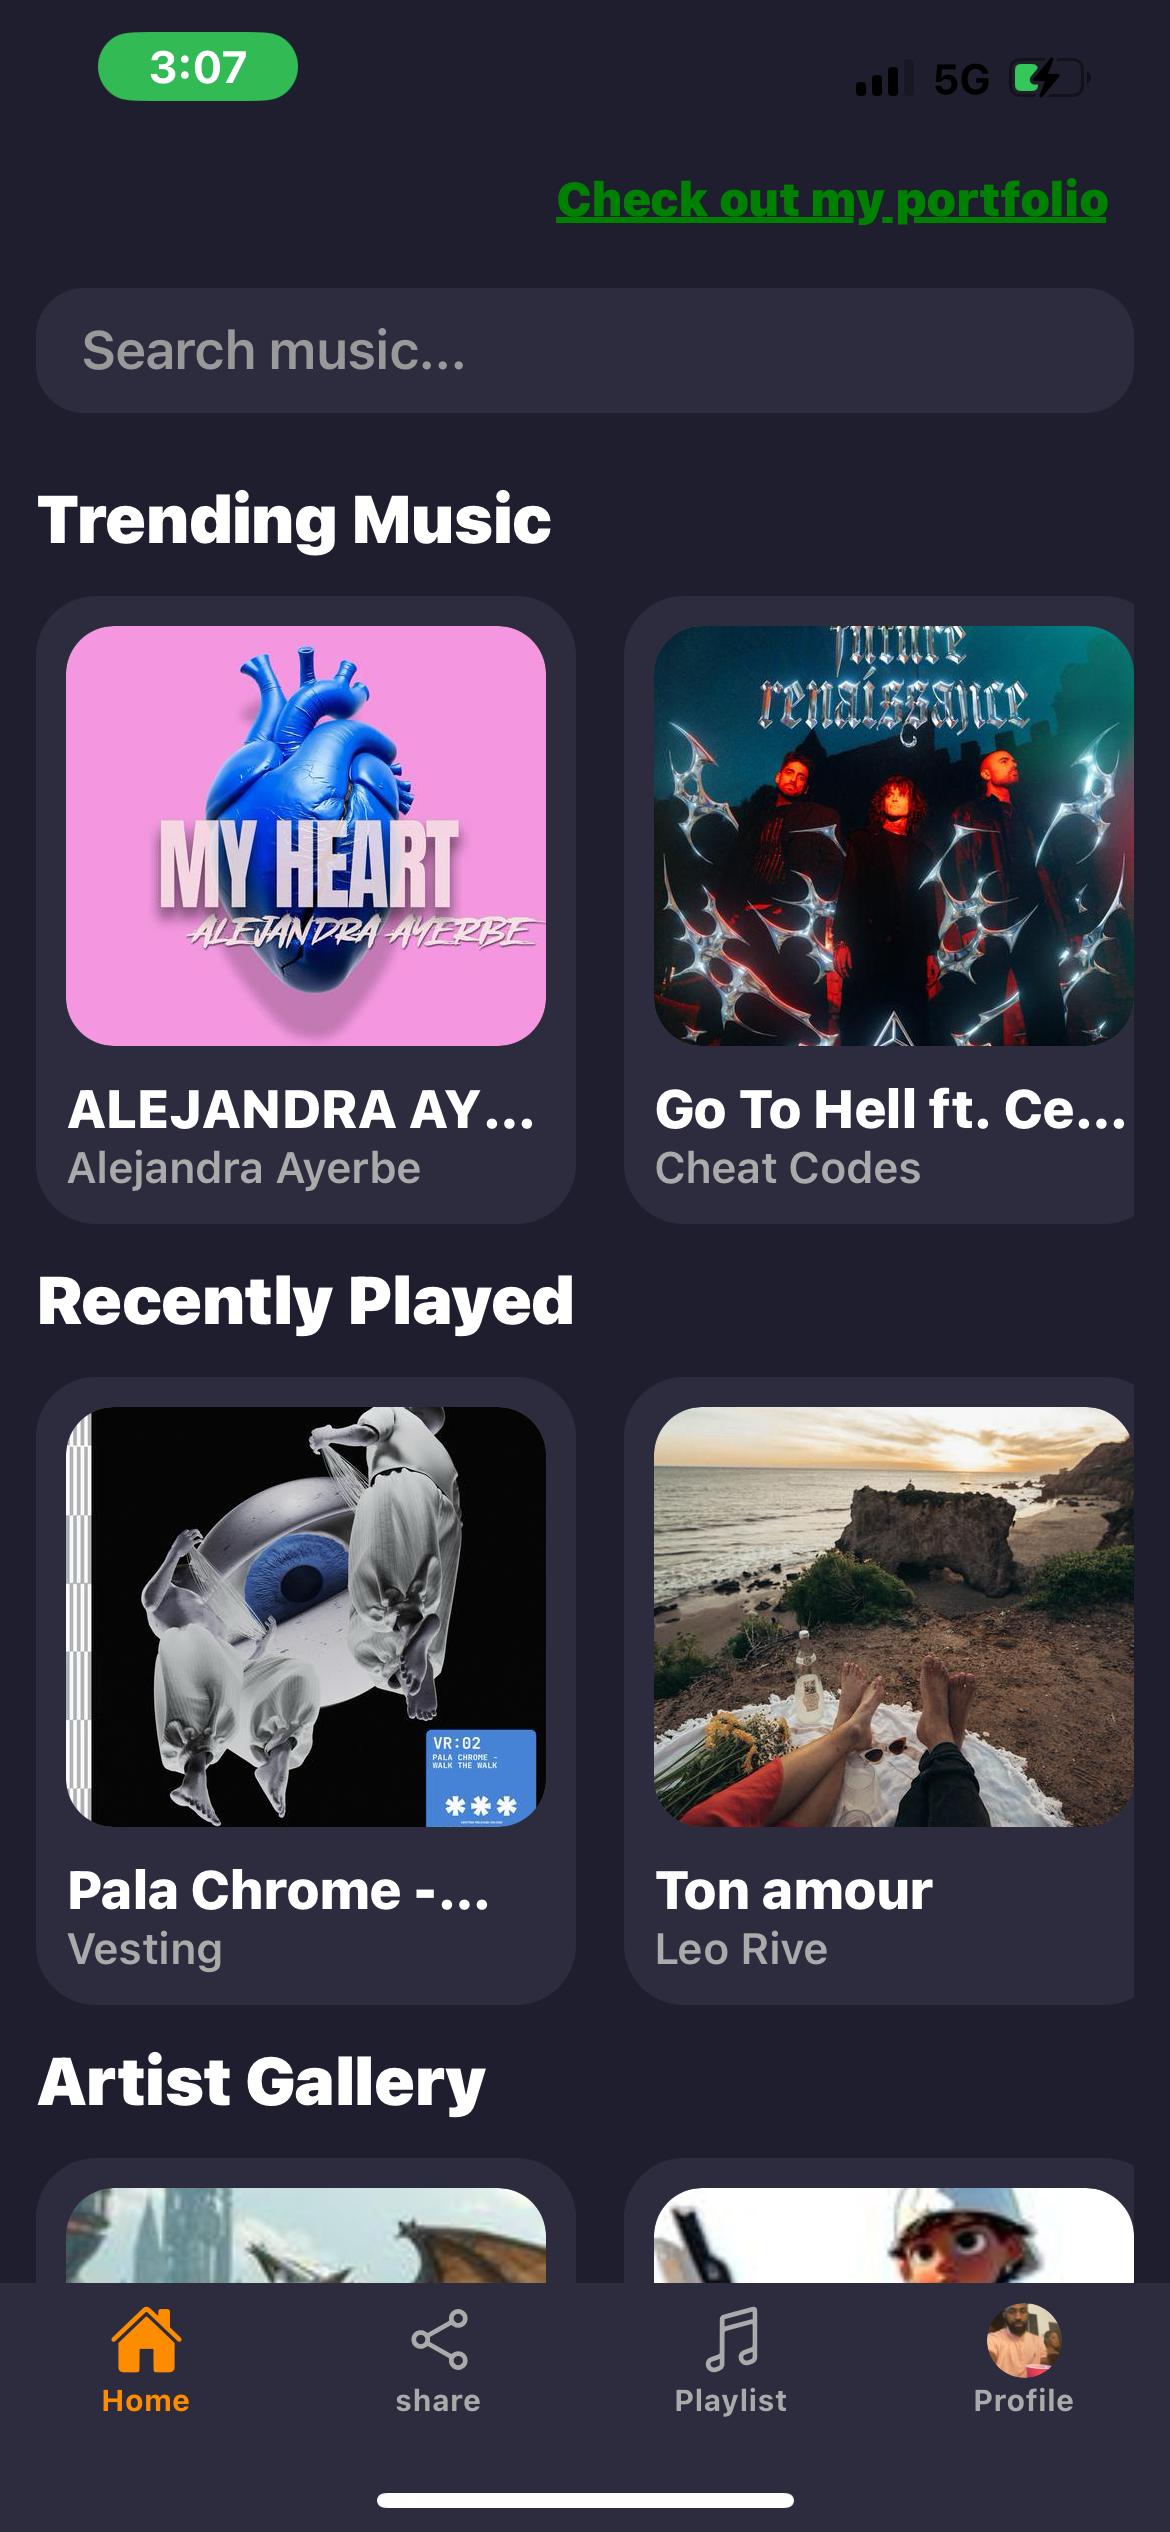 3:07
5G
Check out my portfolio
Search music...
Trending Music
MY HEART
ALEJANDRA AYERBE
future
renaissance
ALEJANDRA AY...
Alejandra Ayerbe
Go To Hell ft. Ce...
Cheat Codes
Recently Played
VR:02
PALA CHROME -
WALK THE WALK
***
Pala Chrome -...
Vesting
Ton amour
Leo Rive
Artist Gallery
Home
share
Playlist
Profile